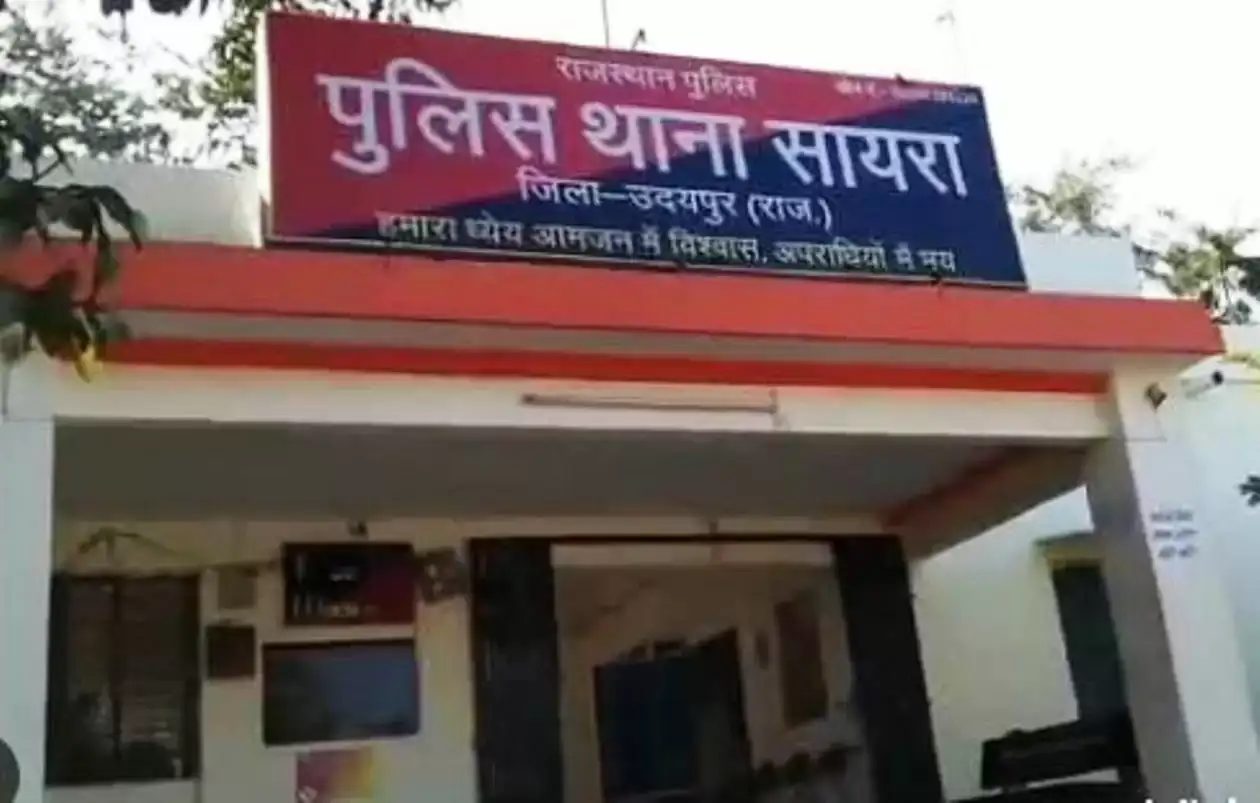 राजस्थान पुलिस
पुलिस थाना सायरा
जिला–उदयपुर (राज.)
हमारा ध्येय आमजन में विश्वास, अपराधियों में भय